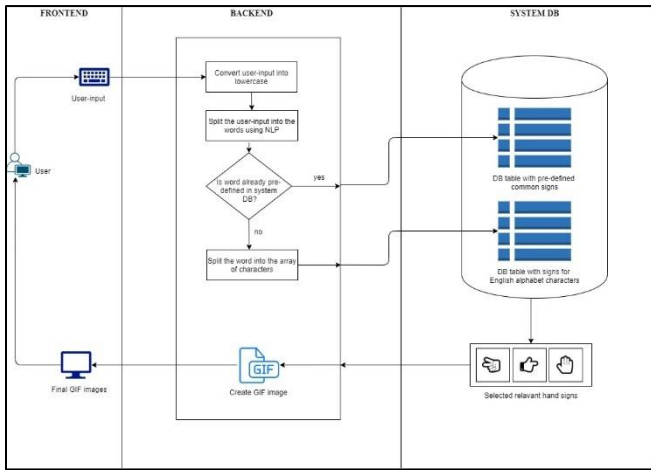 FRONTEND
BACKEND
SYSTEM DB
User-input
Convert user-input into
lowercase
Split the user-input into the
words using NLP
Is word already pre-
defined in system
DB?
yes
no
Split the word into the array
of characters
User
DB table with pre-defined
common signs
DB table with signs for
English alphabet characters
Final GIF images
GIF
Create GIF image
Selected relavant hand signs